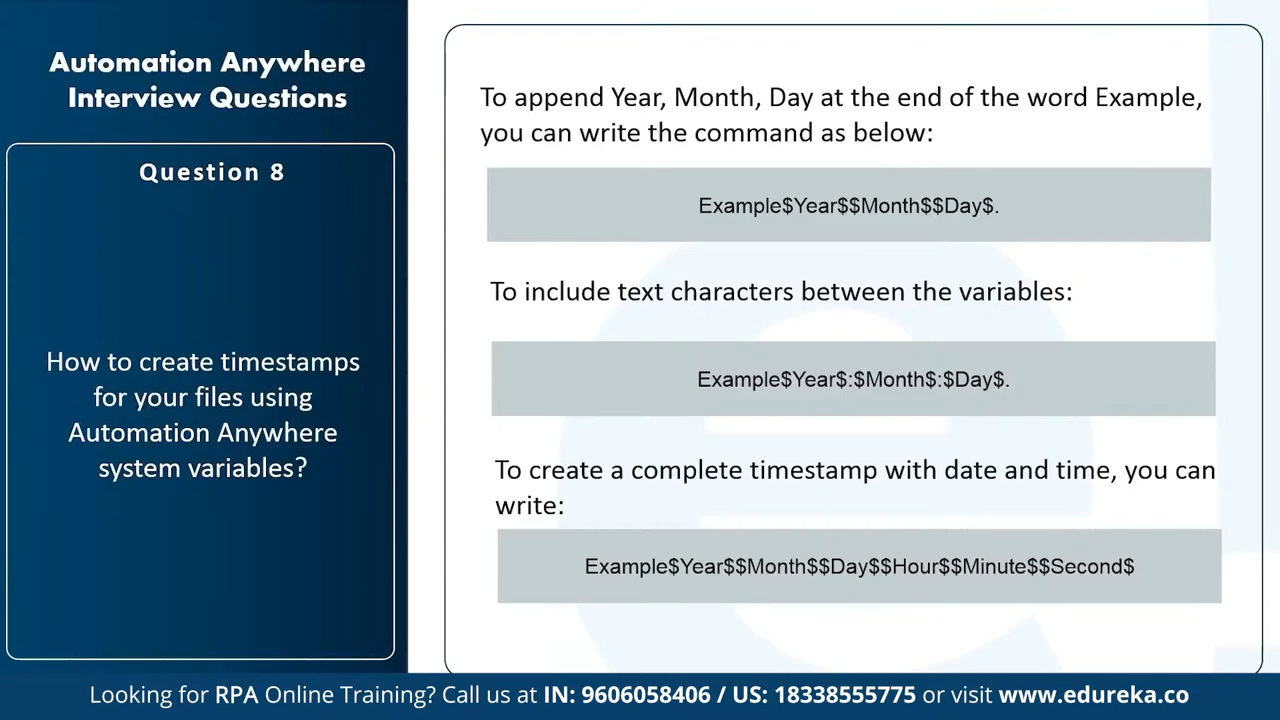 Automation Anywhere
Interview Questions
Question 8
How to create timestamps
for your files using
Automation Anywhere
system variables?
To append Year, Month, Day at the end of the word Example,
you can write the command as below:
Example$Year$$Month$$Day$.
To include text characters between the variables:
Example$Year$:$Month$:$Day$.
To create a complete timestamp with date and time, you can
write:
Example$Year$$Month$$Day$$Hour$$Minute$$Second$
Looking for RPA Online Training? Call us at IN: 9606058406 / US: 18338555775 or visit www.edureka.co